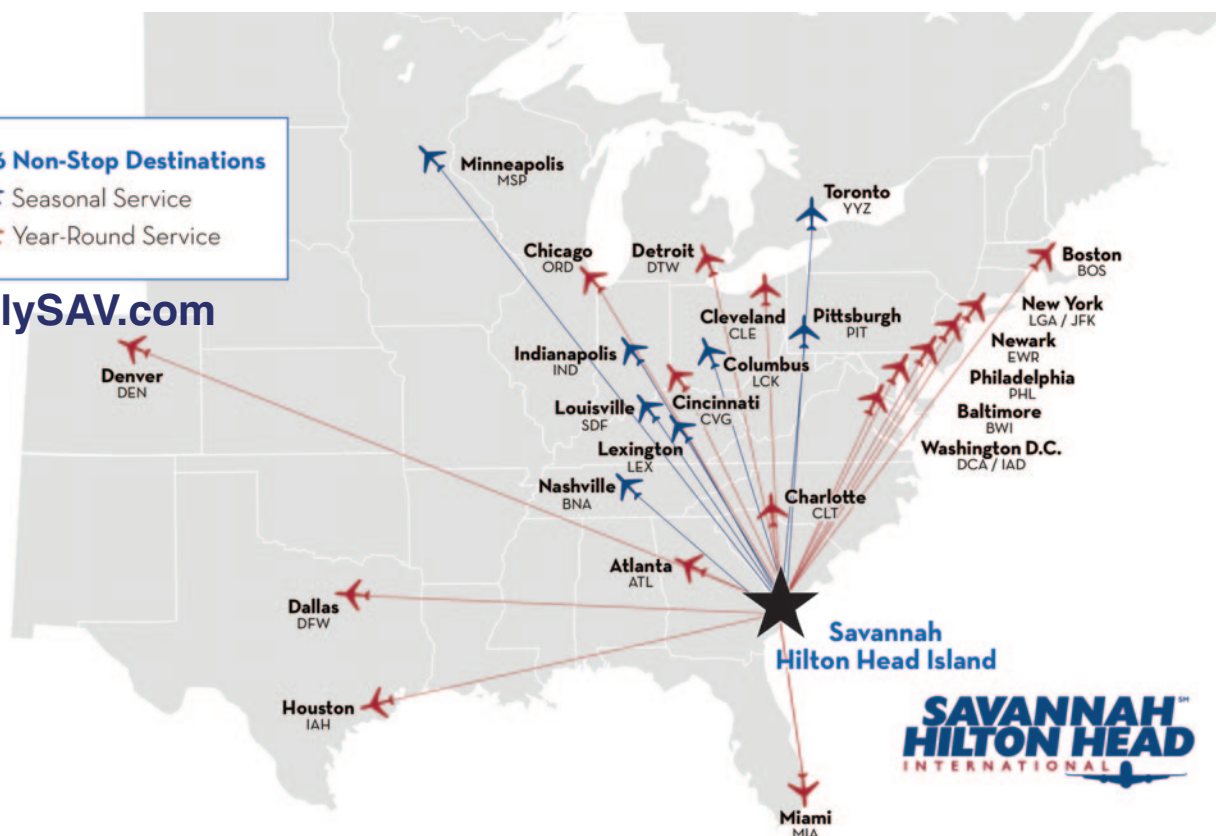 6 Non-Stop Destinations
Seasonal Service
Year-Round Service
lySAV.com
Minneapolis
MSP
Toronto
YYZ
Chicago
ORD
Detroit
DTW
Boston
BOS
Cleveland
CLE
Pittsburgh
PIT
New York
LGA / JFK
Newark
EWR
Denver
DEN
Indianapolis
IND
Columbus
LCK
Philadelphia
PHL
Louisville
SDF
Cincinnati
CVG
Baltimore
BWI
Lexington
LEX
Washington D.C.
DCA / IAD
Nashville
BNA
Charlotte
CLT
Atlanta
ATL
Dallas
DFW
Savannah
Hilton Head Island
Houston
IAH
SAVANNAH SM
HILTON HEAD
INTERNATIONAL
Miami
MIA